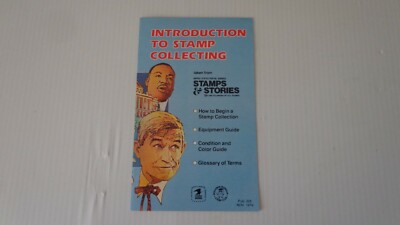 INTRODUCTION
TO STAMP
COLLECTING
STAMPS
& STORIES
How to Begin a
Stamp Collection
Equipment Guide
Condition and
Color Guide
Glossary of Terms